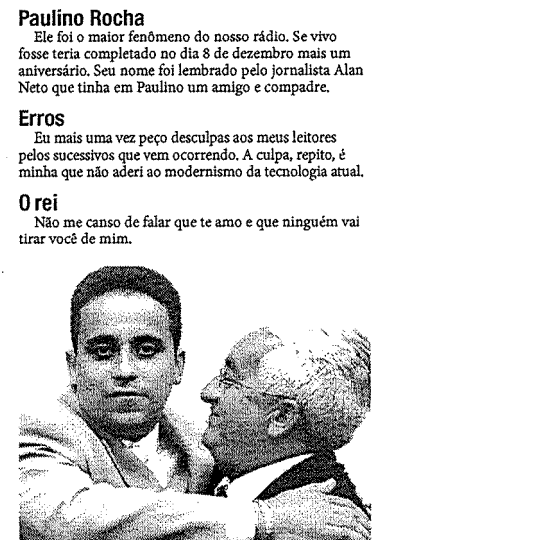 Paulino Rocha
Ele foi o maior fenômeno do nosso rádio. Se vivo
fosse teria completado no dia 8 de dezembro mais um
aniversário. Seu nome foi lembrado pelo jornalista Alan
Neto que tinha em Paulino um amigo e compadre.
Erros
Eu mais uma vez peço desculpas aos meus leitores
pelos sucessivos que vem ocorrendo. A culpa, repito, é
minha que não aderi ao modernismo da tecnologia atual.
O rei
Não me canso de falar que te amo e que ninguém vai
tirar você de mim.